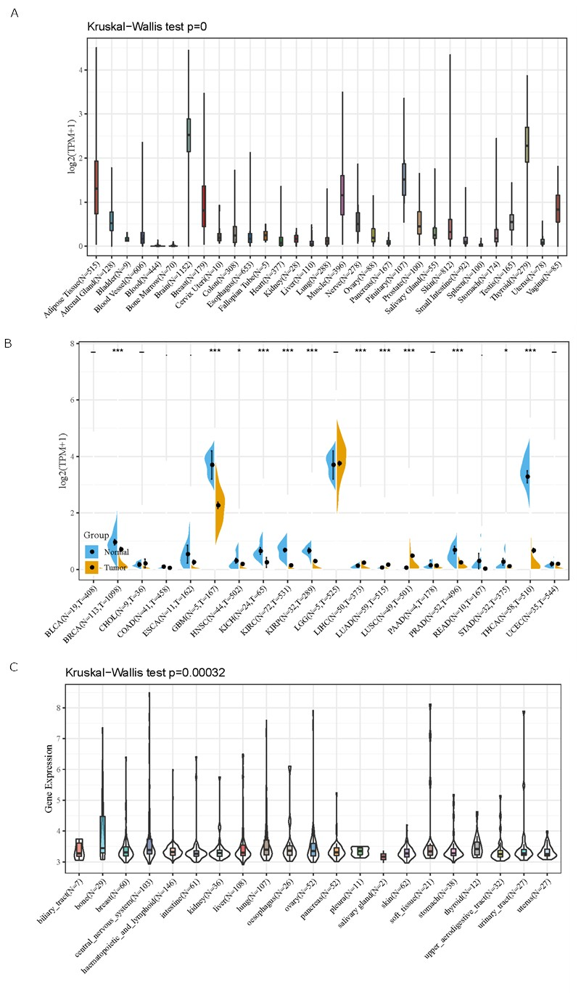 A
Kruskal−Wallis test p=0
log2(TPM+1)
4
3
2
1
0
Adipose Tissue(N=515)
Adrenal Gland(N=128)
Bladder(N=9)
Blood Vessel(N=606)
Blood(N=444)
Bone Marrow(N=70)
Brain(N=1152)
Breast(N=179)
Cervix Uteri(N=10)
Colon(N=308)
Esophagus(N=653)
Fallopian Tube(N=5)
Heart(N=377)
Kidney(N=28)
Liver(N=110)
Lung(N=288)
Muscle(N=396)
Nerve(N=278)
Ovary(N=88)
Pancreas(N=167)
Pituitary(N=107)
Prostate(N=100)
Salivary Gland(N=55)
Skin(N=812)
Small Intestine(N=92)
Spleen(N=100)
Stomach(N=174)
Testis(N=165)
Thyroid(N=279)
Uterus(N=78)
Vagina(N=85)
B
log2(TPM+1)
8
6
4
2
0
– *** – . . *** * *** *** *** – *** *** *** – *** . * *** –
Group
Normal
Tumor
BLCA(N=19,T=408)
BRCA(N=113,T=1098)
CHOL(N=9,T=36)
COAD(N=41,T=458)
ESCA(N=11,T=162)
GBM(N=5,T=167)
HNSC(N=44,T=502)
KICH(N=24,T=65)
KIRC(N=72,T=531)
KIRP(N=32,T=289)
LGG(N=5,T=525)
LIHC(N=50,T=373)
LUAD(N=59,T=515)
LUSC(N=49,T=501)
PAAD(N=4,T=178)
PRAD(N=52,T=496)
READ(N=10,T=167)
STAD(N=32,T=375)
THCA(N=58,T=510)
UCEC(N=35,T=544)
C
Kruskal−Wallis test p=0.00032
Gene Expression
8
7
6
5
4
3
biliary_tract(N=7)
bone(N=29)
breast(N=60)
central_nervous_system(N=103)
haematopoietic_and_lymphoid(N=146)
intestine(N=61)
kidney(N=36)
liver(N=108)
lung(N=107)
oesophagus(N=26)
ovary(N=52)
pancreas(N=52)
pleura(N=11)
salivary gland(N=2)
skin(N=62)
soft_tissue(N=21)
stomach(N=38)
thyroid(N=12)
upper_aerodigestive_tract(N=32)
urinary_tract(N=27)
uterus(N=27)